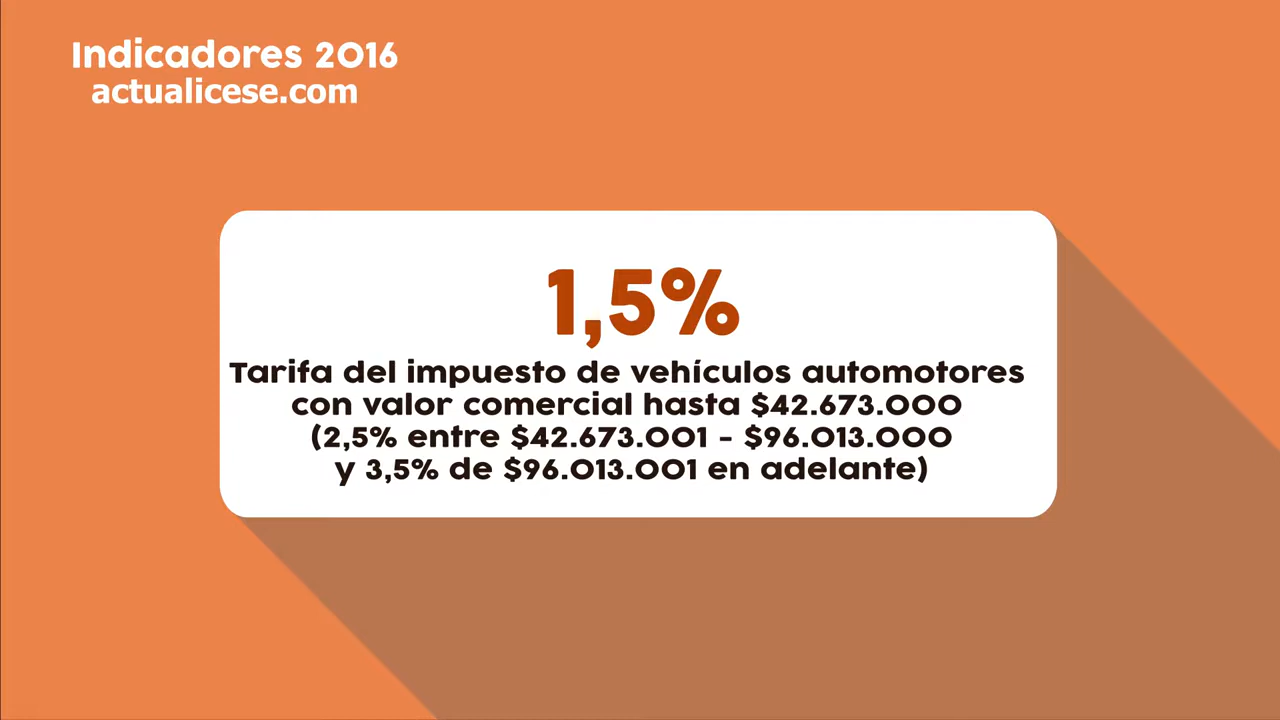 Indicadores 2016
actualicese.com
1,5%
Tarifa del impuesto de vehículos automotores
con valor comercial hasta $42.673.000
(2,5% entre $42.673.001 - $96.013.000
y 3,5% de $96.013.001 en adelante)